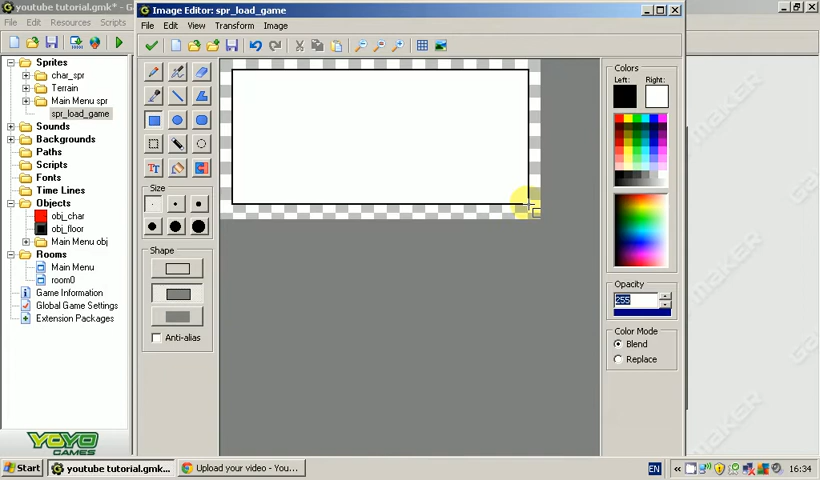 youtube tutorial.gmk* - Ga
File Edit Resources Scripts
Sprites
char_spr
Terrain
Main Menu spr
spr_load_game
Sounds
Backgrounds
Paths
Scripts
Fonts
Time Lines
Objects
obj_char
obj_floor
Main Menu obj
Rooms
Main Menu
room0
Game Information
Global Game Settings
Extension Packages
YOYO
GAMES
Image Editor: spr_load_game
File Edit View Transform Image
Size
Shape
Anti-alias
Colors
Left: Right:
Opacity
255
Color Mode
Blend
Replace
Start
youtube tutorial.gmk...
Upload your video - You...
EN
16:34